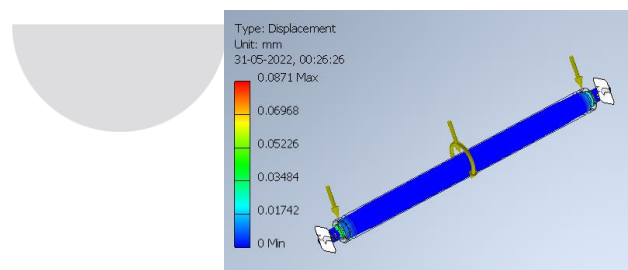 Type: Displacement
Unit: mm
31-05-2022, 00:26:26
0.0871 Max
0.06968
0.05226
0.03484
0.01742
0 Min